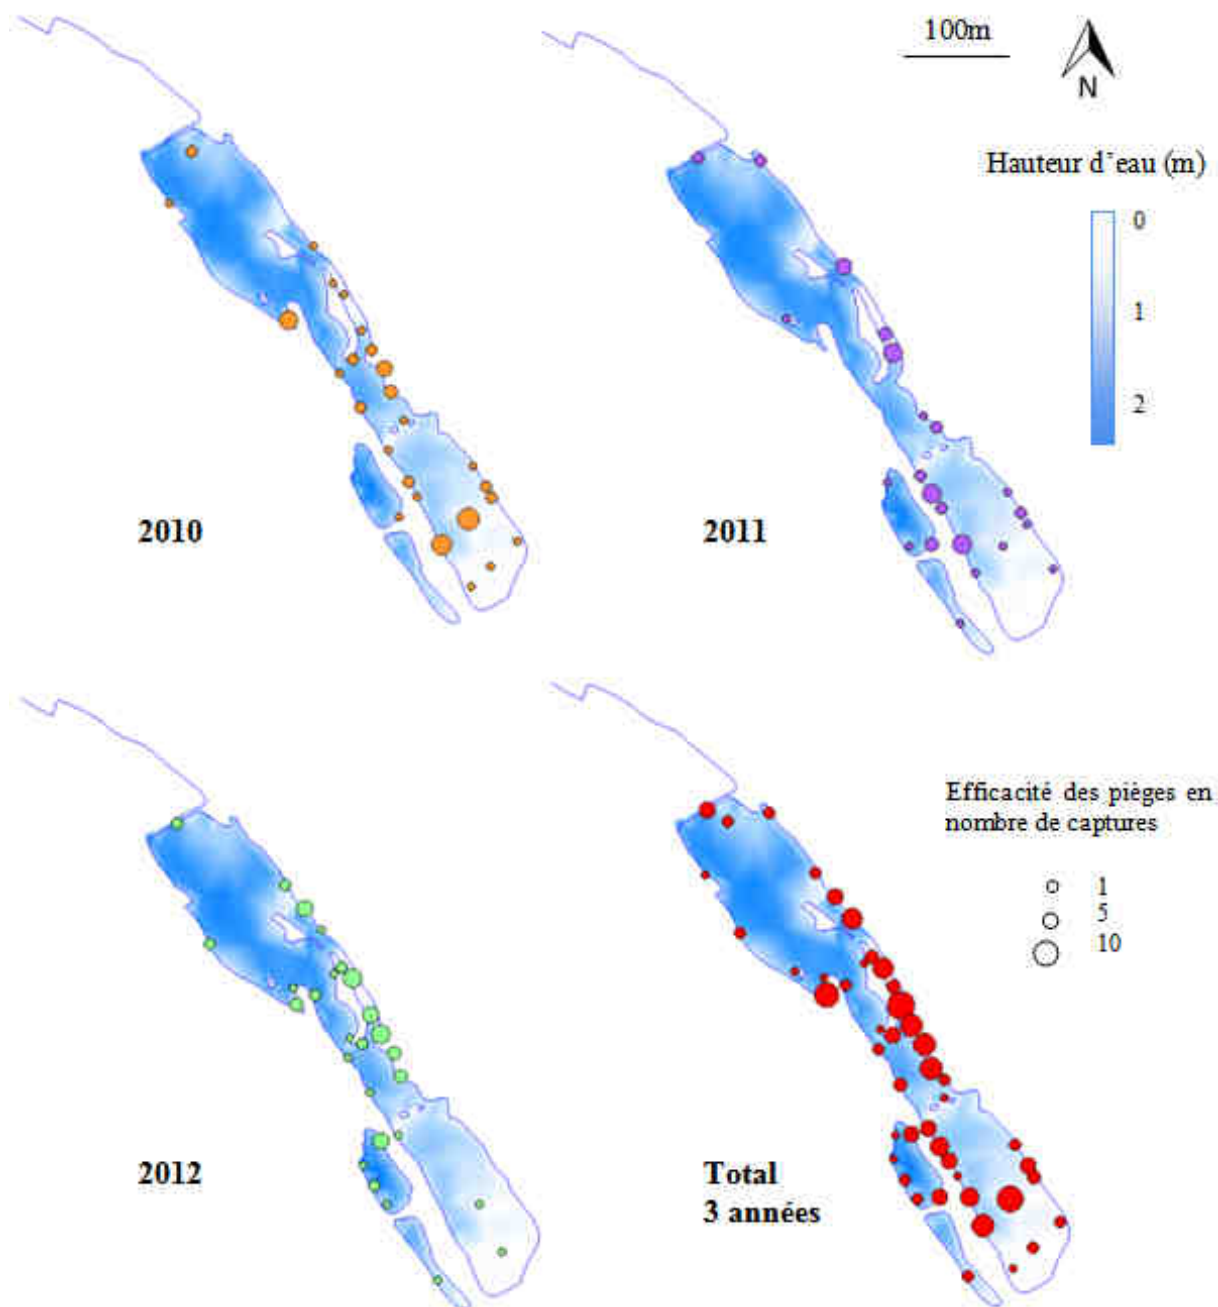 100m
N
Hauteur d'eau (m)
0
1
2
2010
2011
Efficacité des pièges en
nombre de captures
1
5
10
2012
Total
3 années